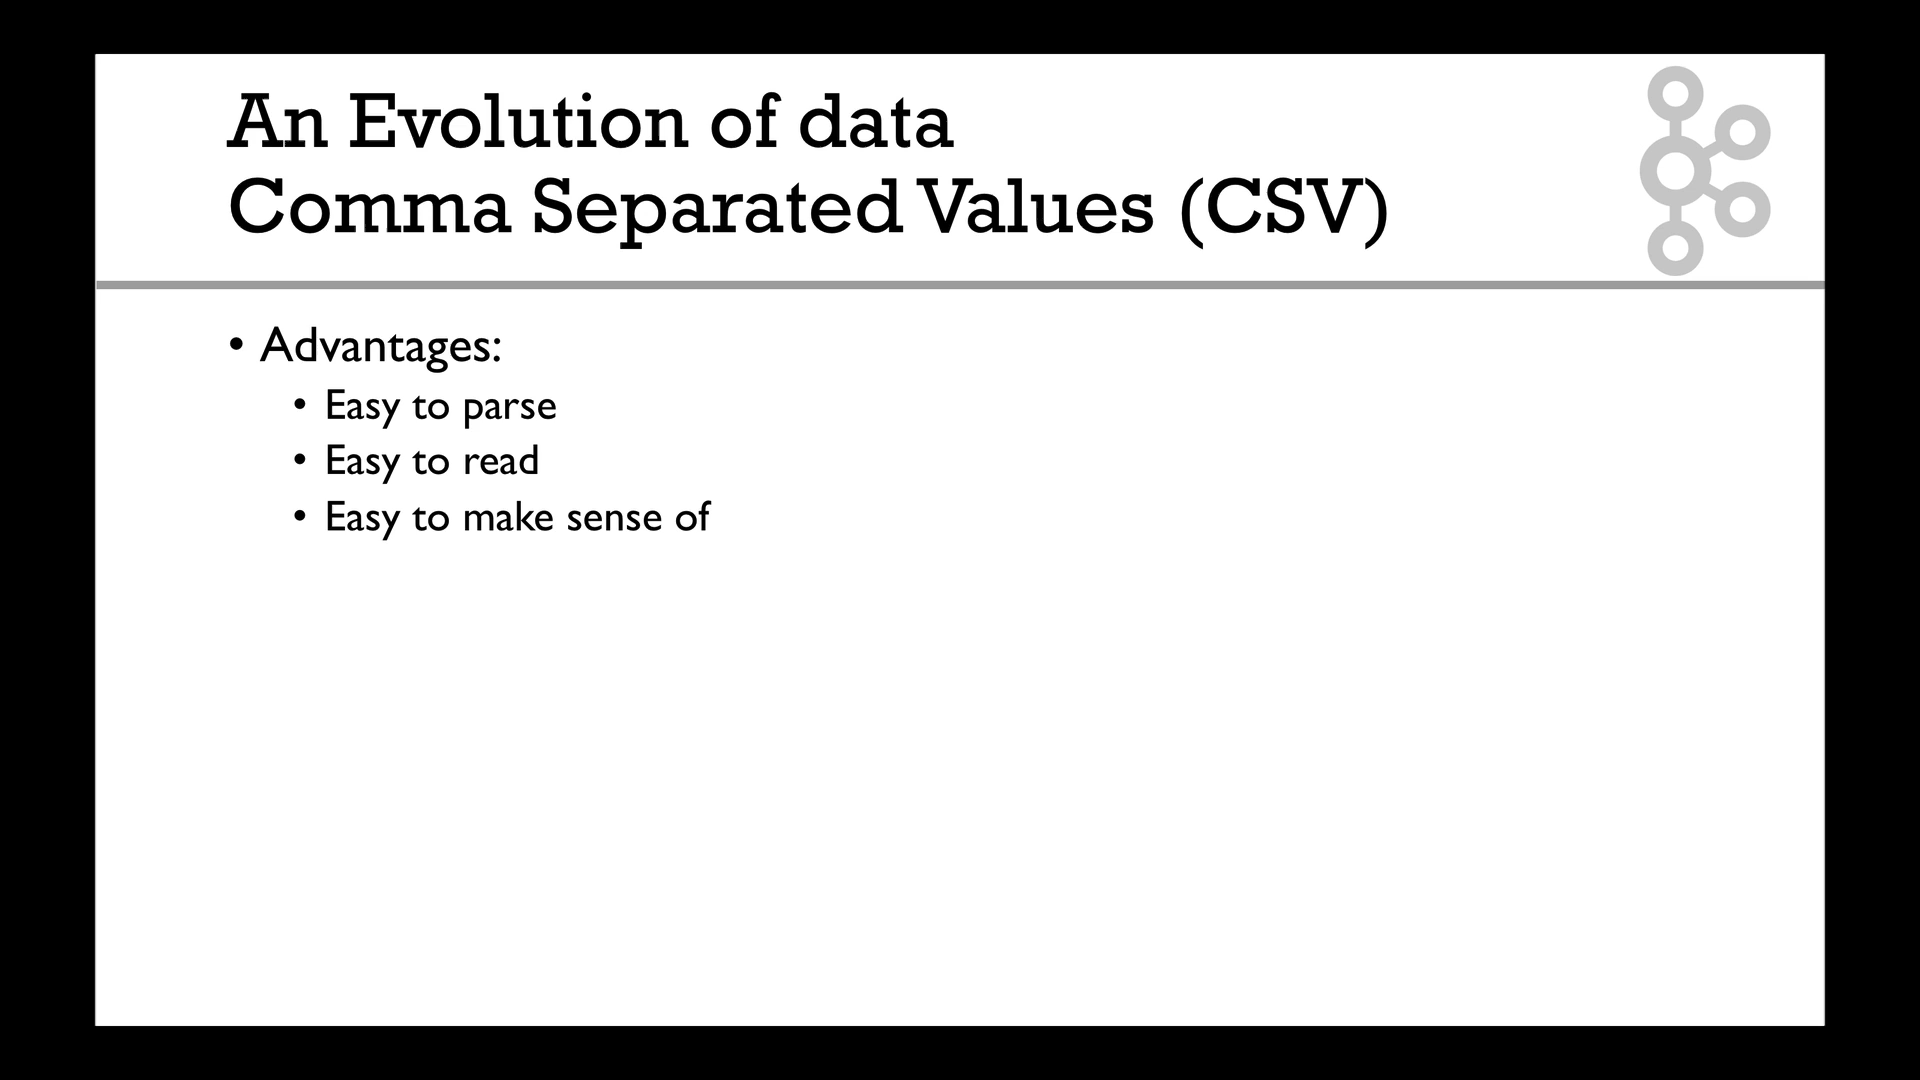 An Evolution of data
Comma Separated Values (CSV)
• Advantages:
• Easy to parse
• Easy to read
• Easy to make sense of